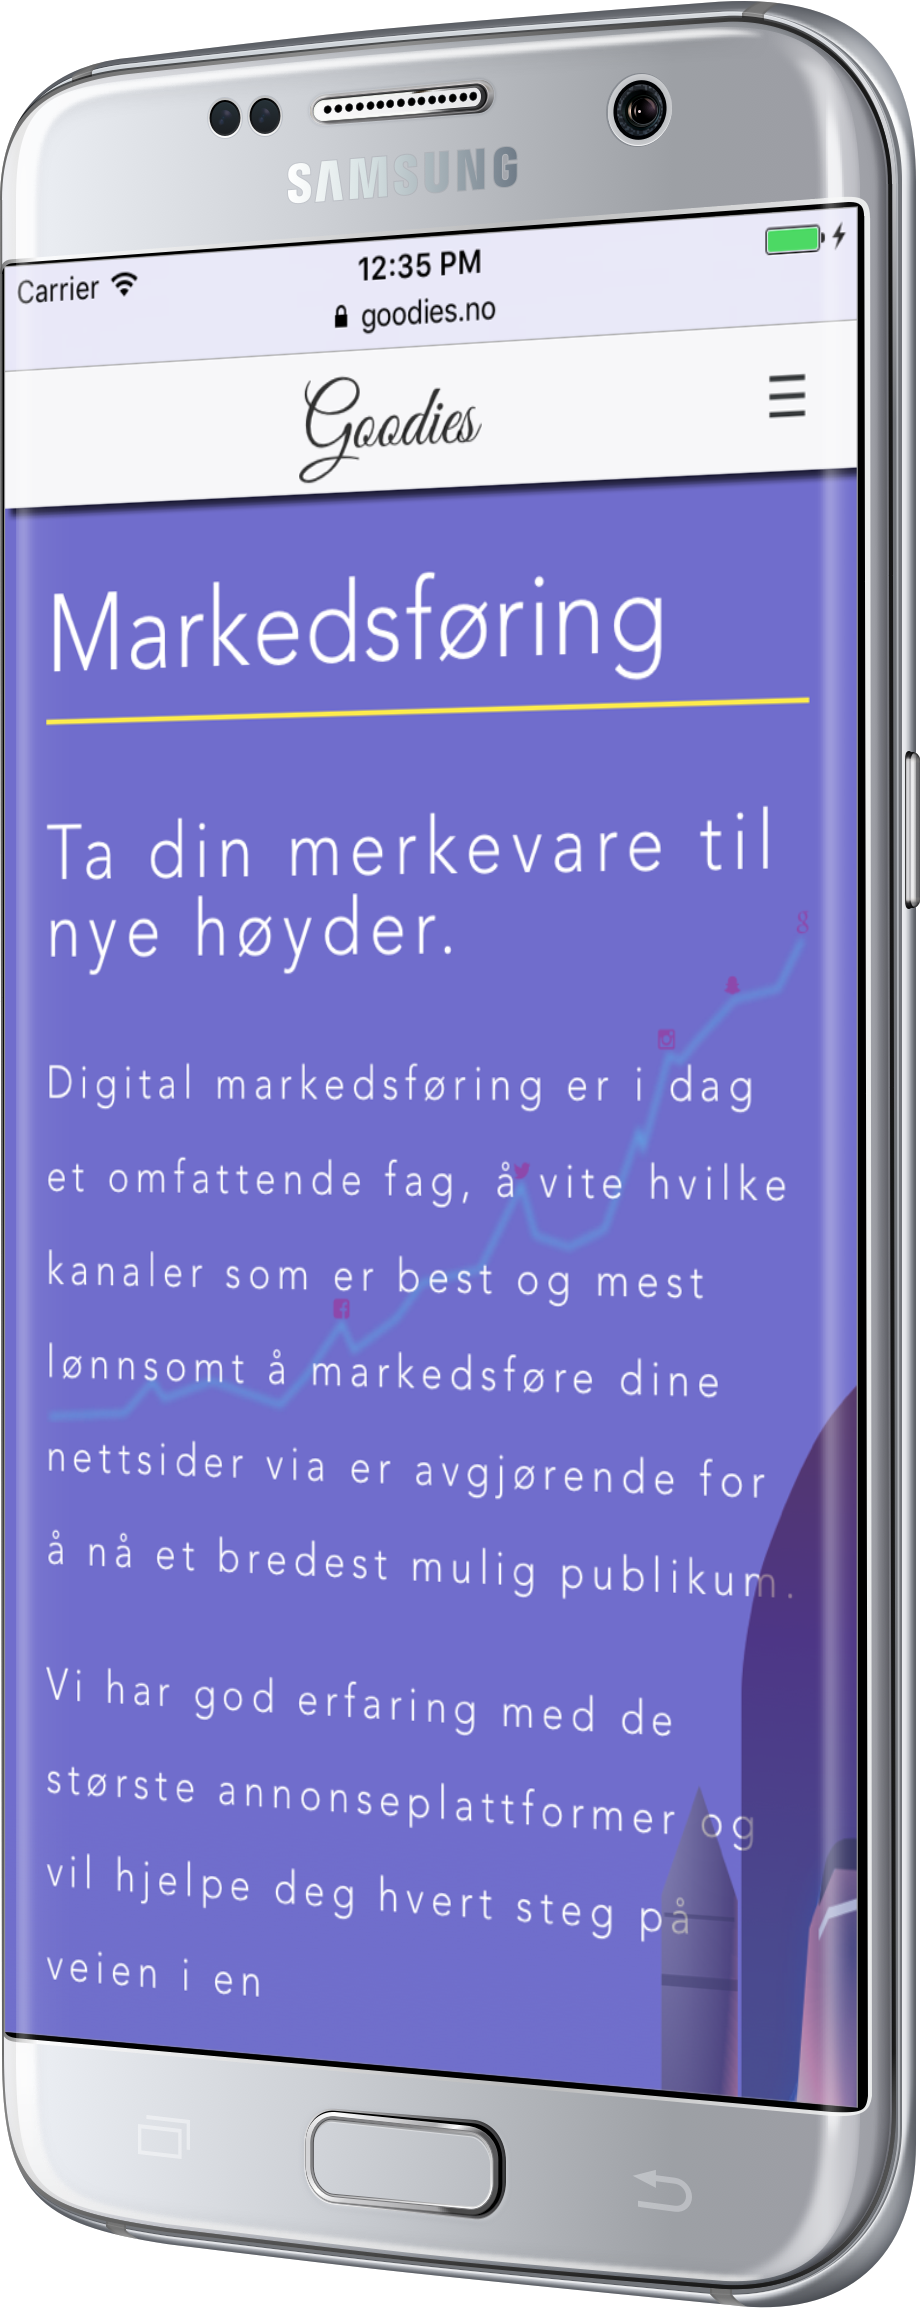 SAMSUNG
Carrier 12:35 PM
goodies.no
Goodies
Markedsføring
Ta din merkevare til
nye høyder.
Digital markedsføring er i dag
et omfattende fag, å vite hvilke
kanaler som er best og mest
lønnsomt å markedsføre dine
nettsider via er avgjørende for
å nå et bredest mulig publikum.
Vi har god erfaring med de
største annonseplattformer og
vil hjelpe deg hvert steg på
veien i en